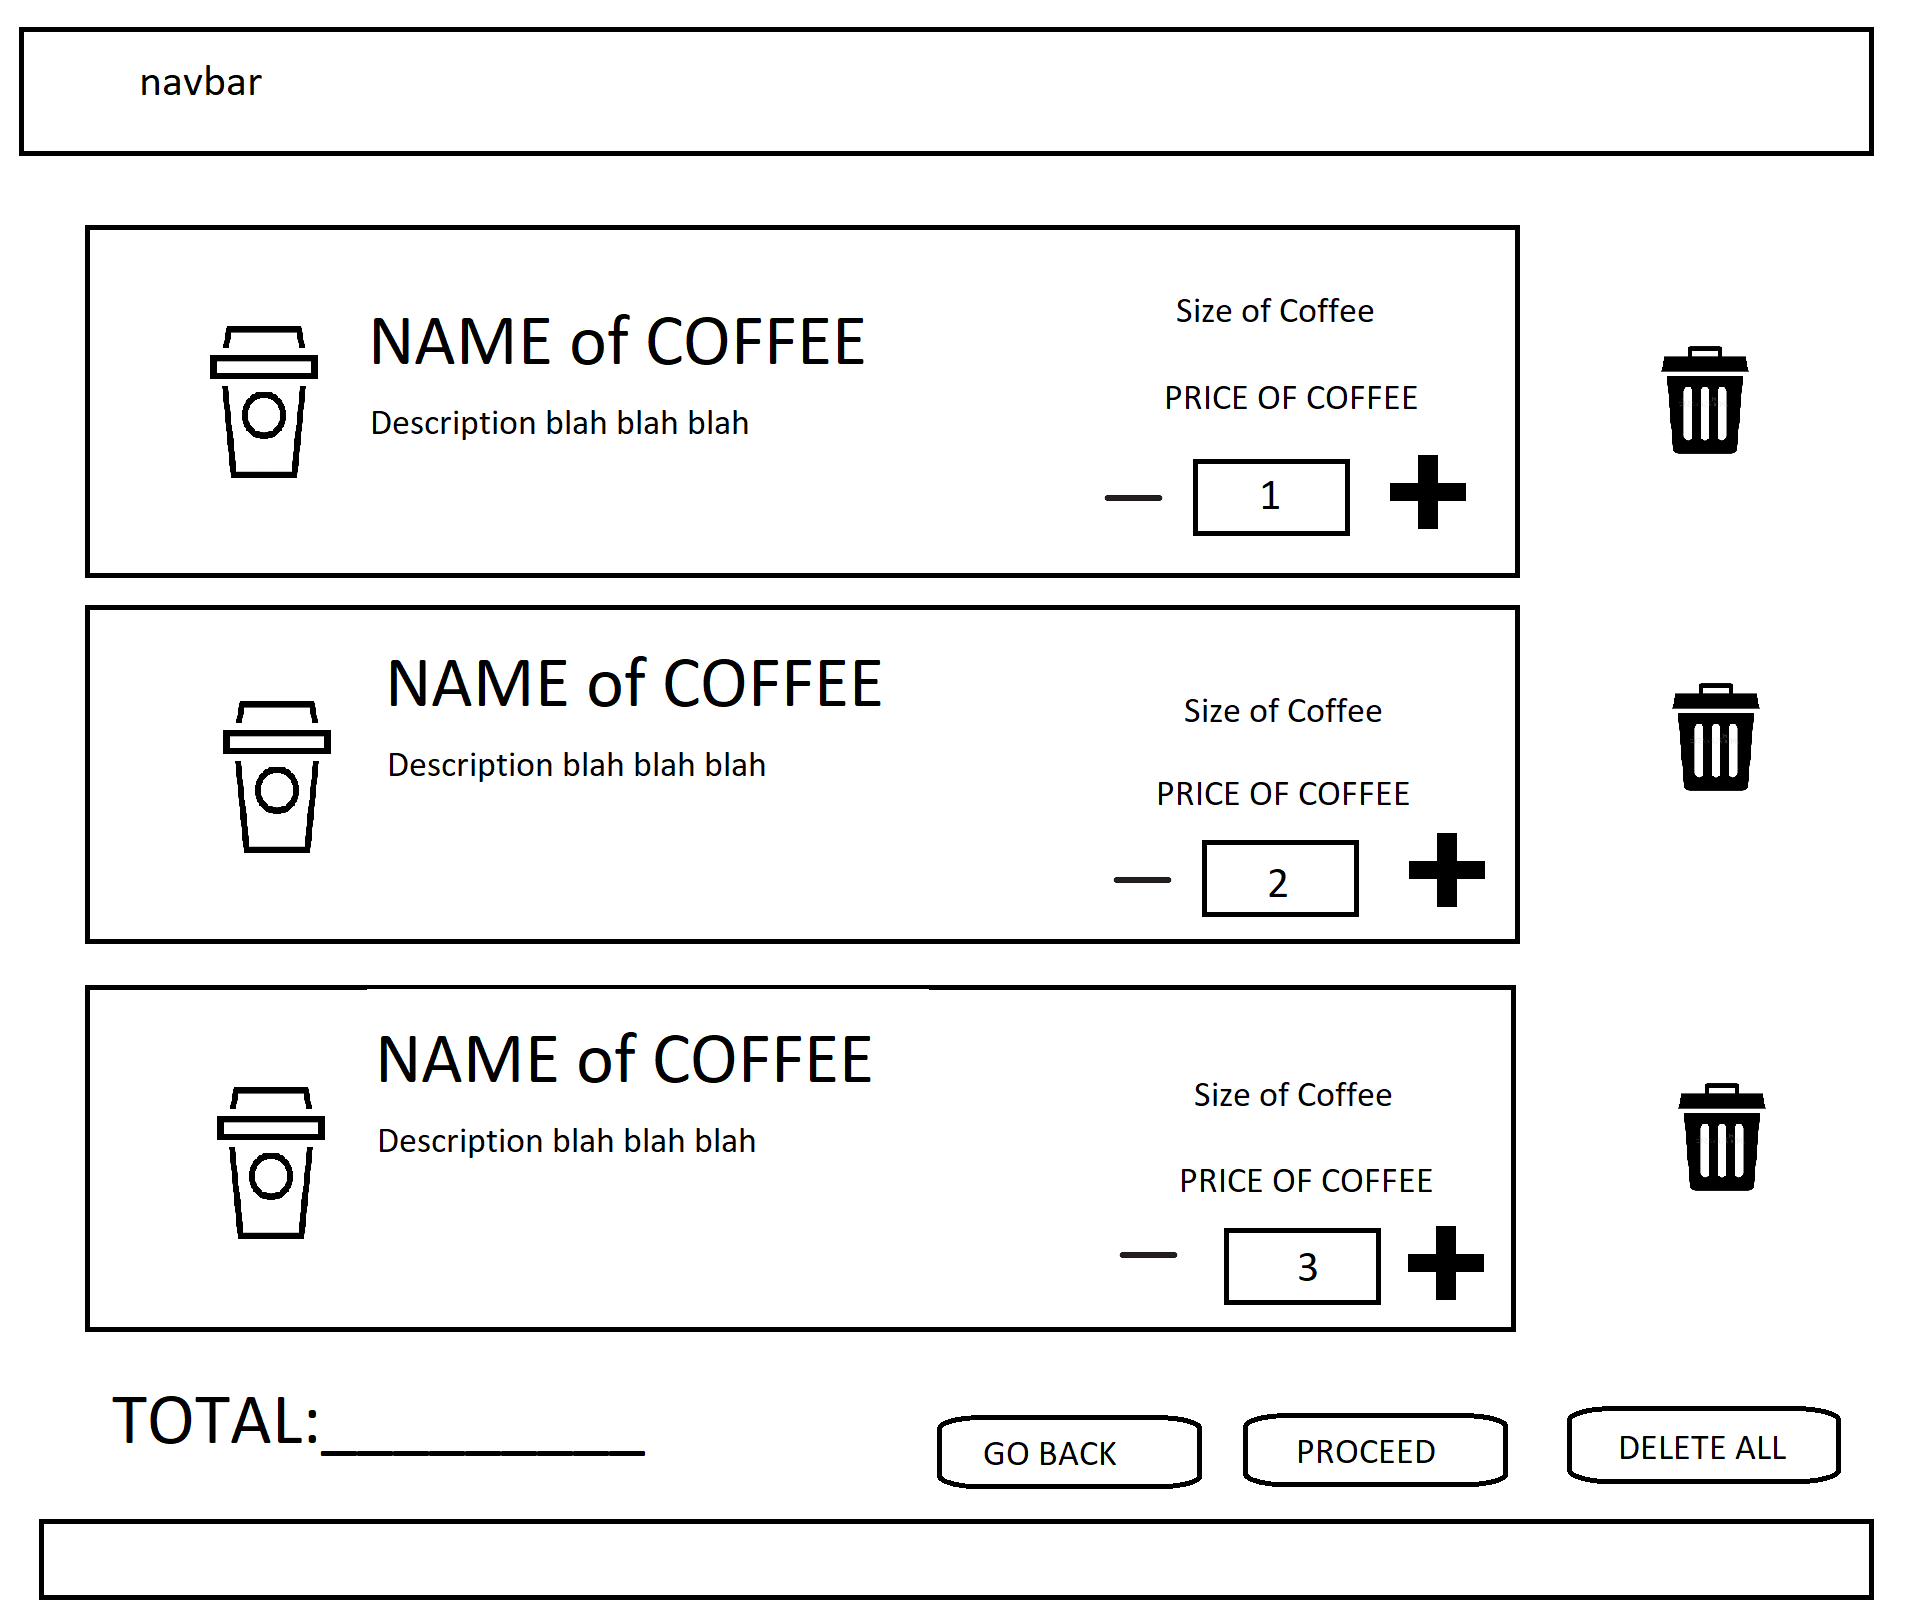 navbar
NAME of COFFEE
Description blah blah blah
Size of Coffee
PRICE OF COFFEE
1
NAME of COFFEE
Description blah blah blah
Size of Coffee
PRICE OF COFFEE
2
NAME of COFFEE
Description blah blah blah
Size of Coffee
PRICE OF COFFEE
3
TOTAL:_________
GO BACK
PROCEED
DELETE ALL